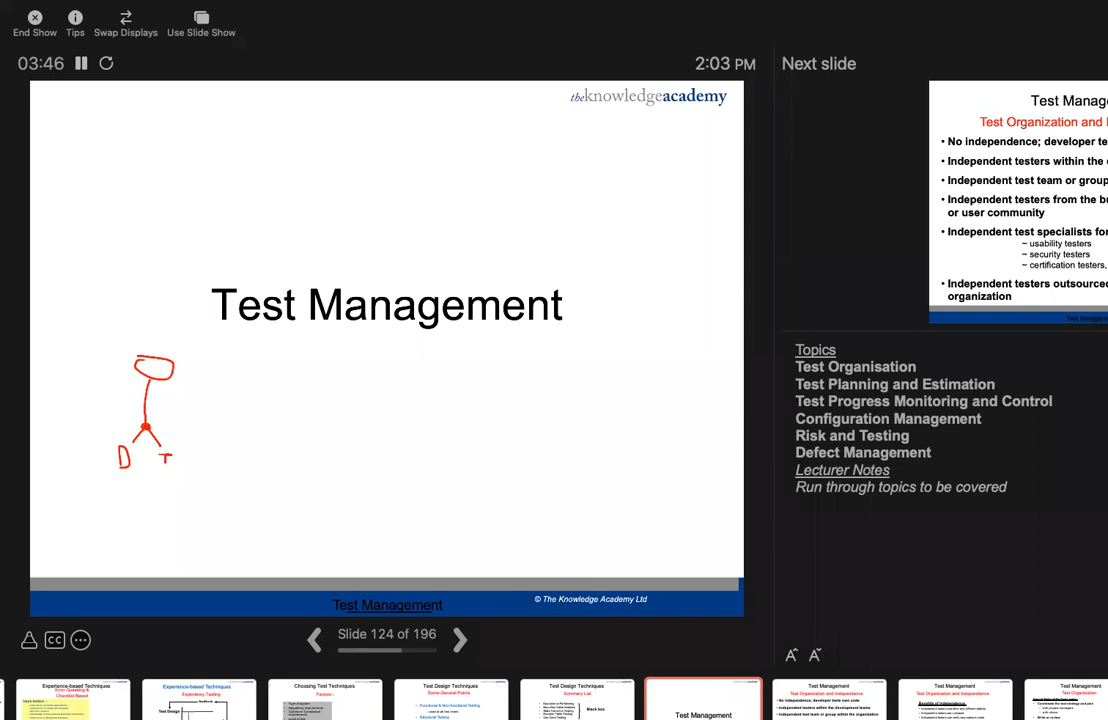 End Show Tips Swap Displays Use Slide Show
03:46
2:03 PM
theknowledgeacademy
Test Management
D T
Test Management
© The Knowledge Academy Ltd
CC
Slide 124 of 196
Next slide
Test Manag
Test Organization and
• No independence; developer te
• Independent testers within the
• Independent test team or group
• Independent testers from the bu
or user community
• Independent test specialists for
~ usability testers
~ security testers
~ certification testers,
• Independent testers outsourced
organization
Topics
Test Organisation
Test Planning and Estimation
Test Progress Monitoring and Control
Configuration Management
Risk and Testing
Defect Management
Lecturer Notes
Run through topics to be covered
A A
Experience-based Techniques
Error Guessing &
Checklist Based
Experience-based Techniques
Exploratory Testing
Test Design
Choosing Test Techniques
Factors
Test Design Techniques
Some General Points
Test Design Techniques
Summary List
Black box
Test Management
Test Management
Test Organization and Independence
Test Management
Test Organization and Independence
Test Management
Test Organization